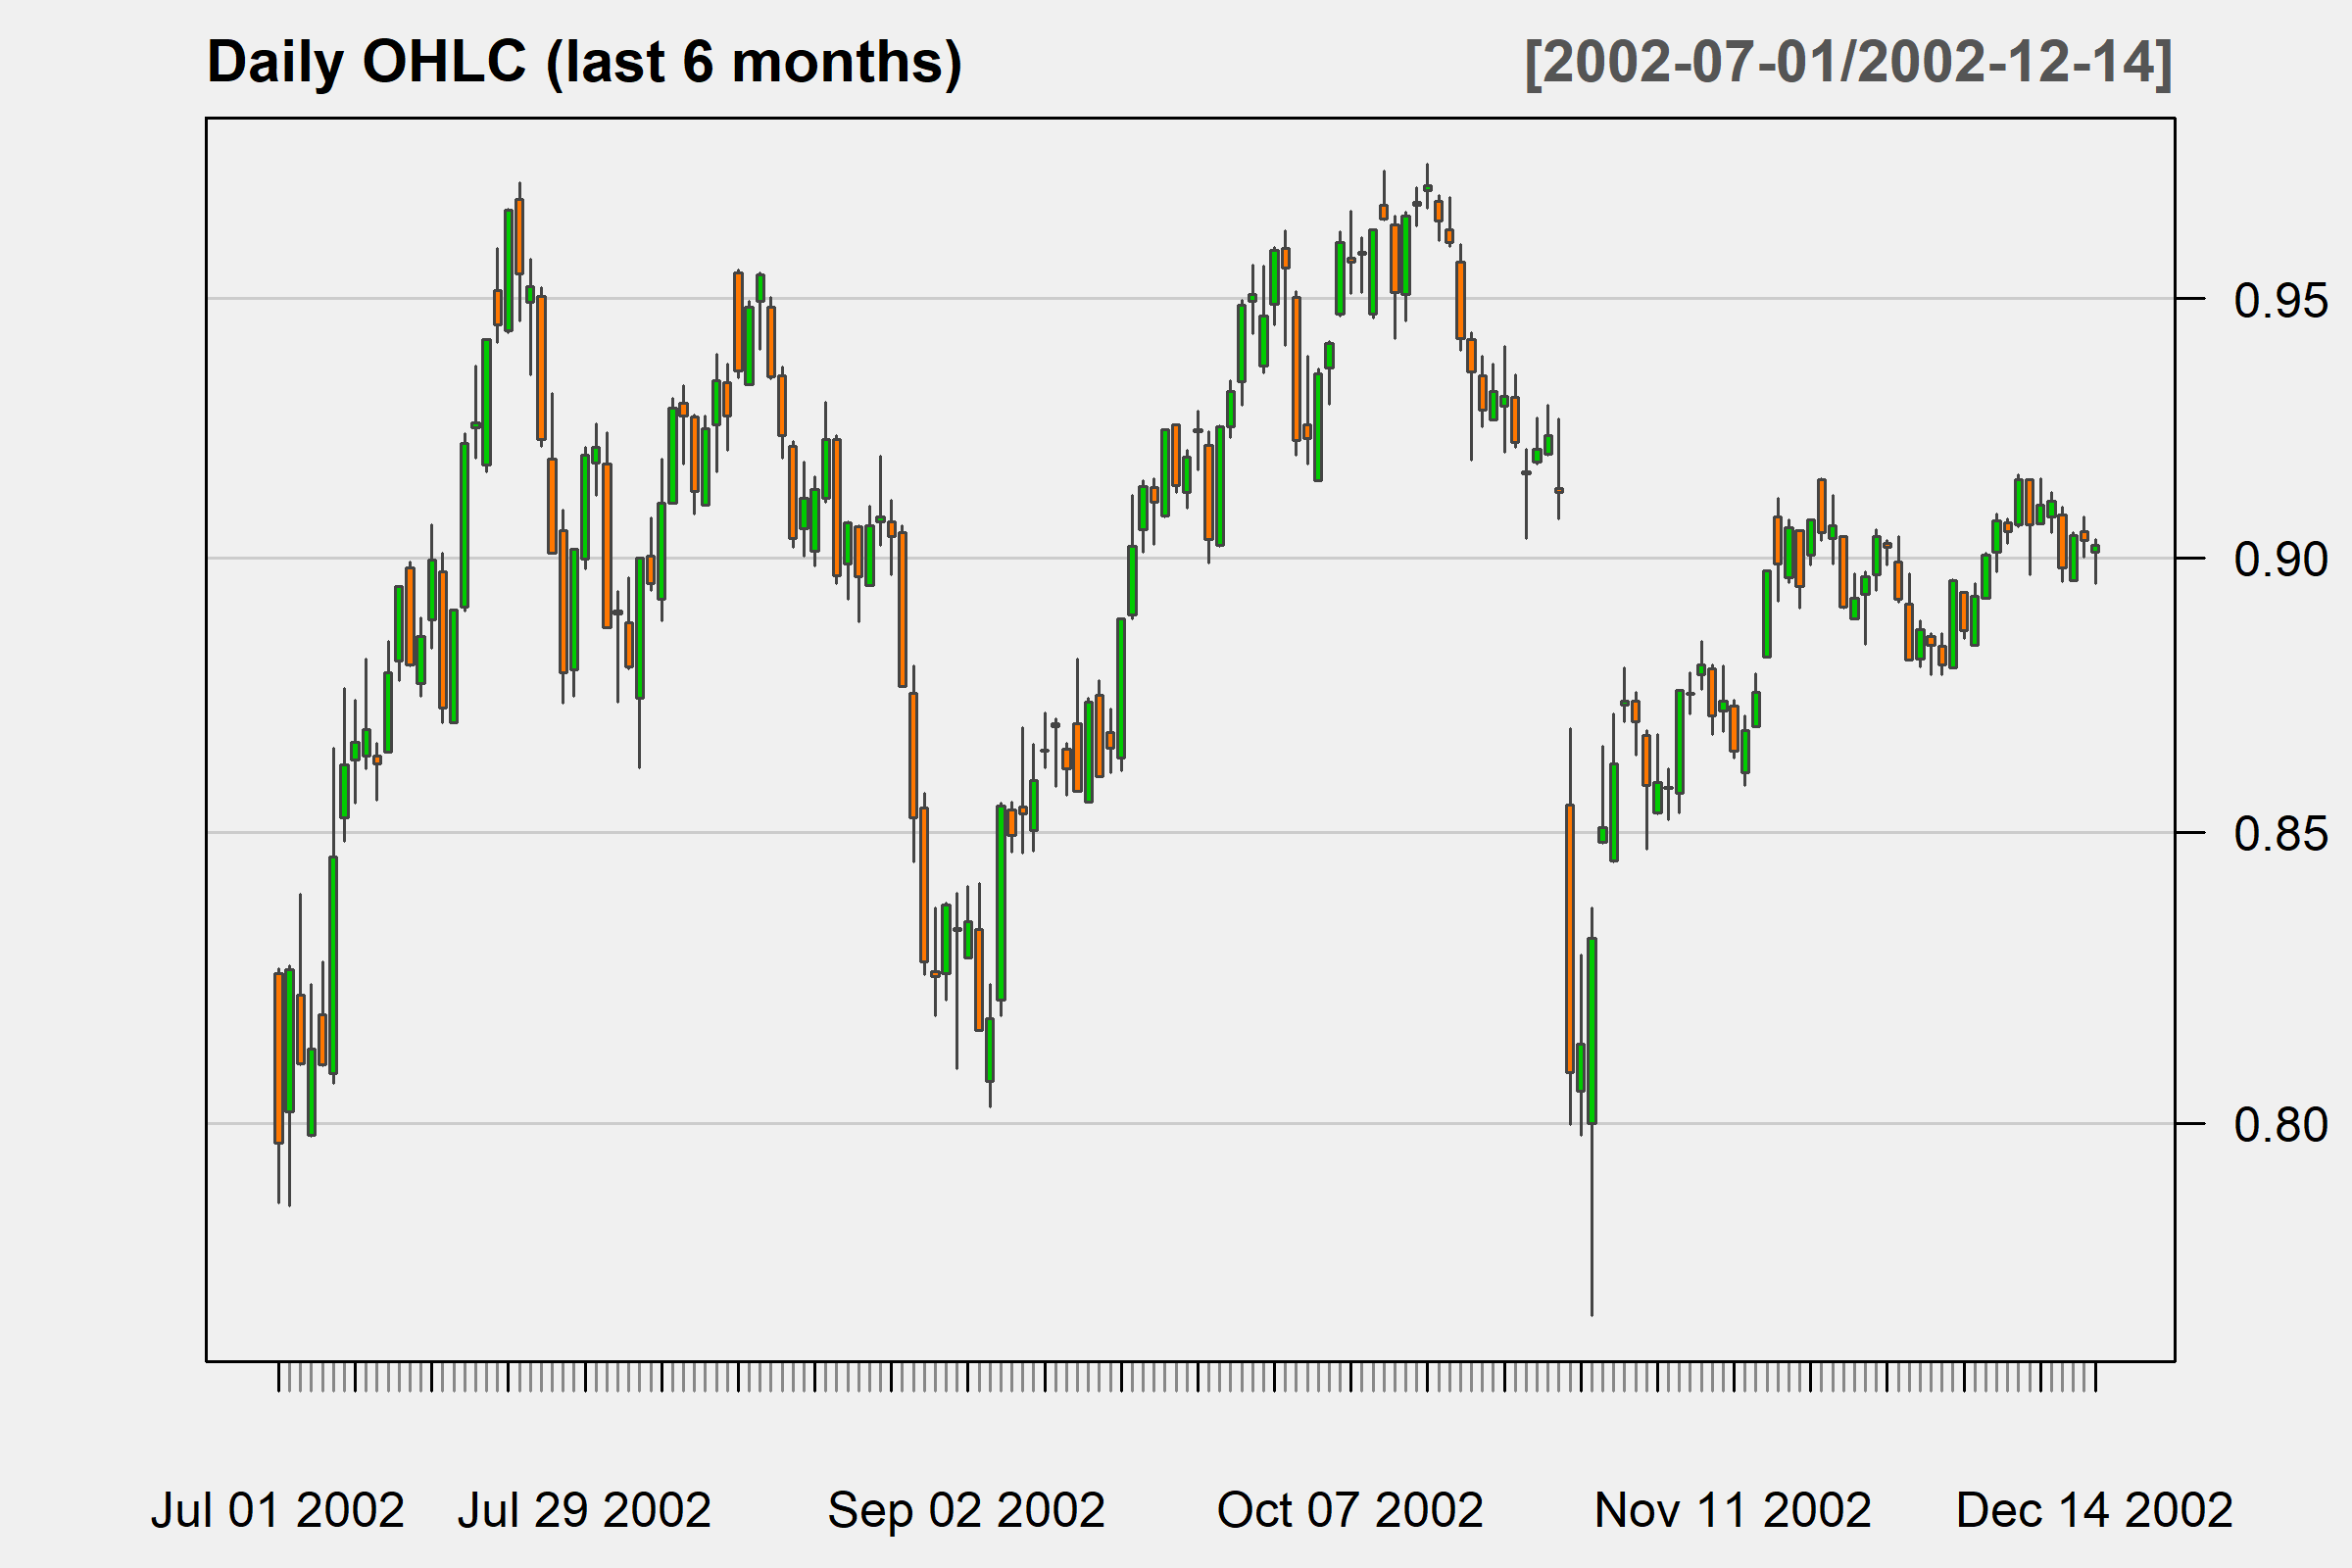 Daily OHLC (last 6 months) [2002-07-01/2002-12-14]
0.95
0.90
0.85
0.80
Jul 01 2002 Jul 29 2002 Sep 02 2002 Oct 07 2002 Nov 11 2002 Dec 14 2002